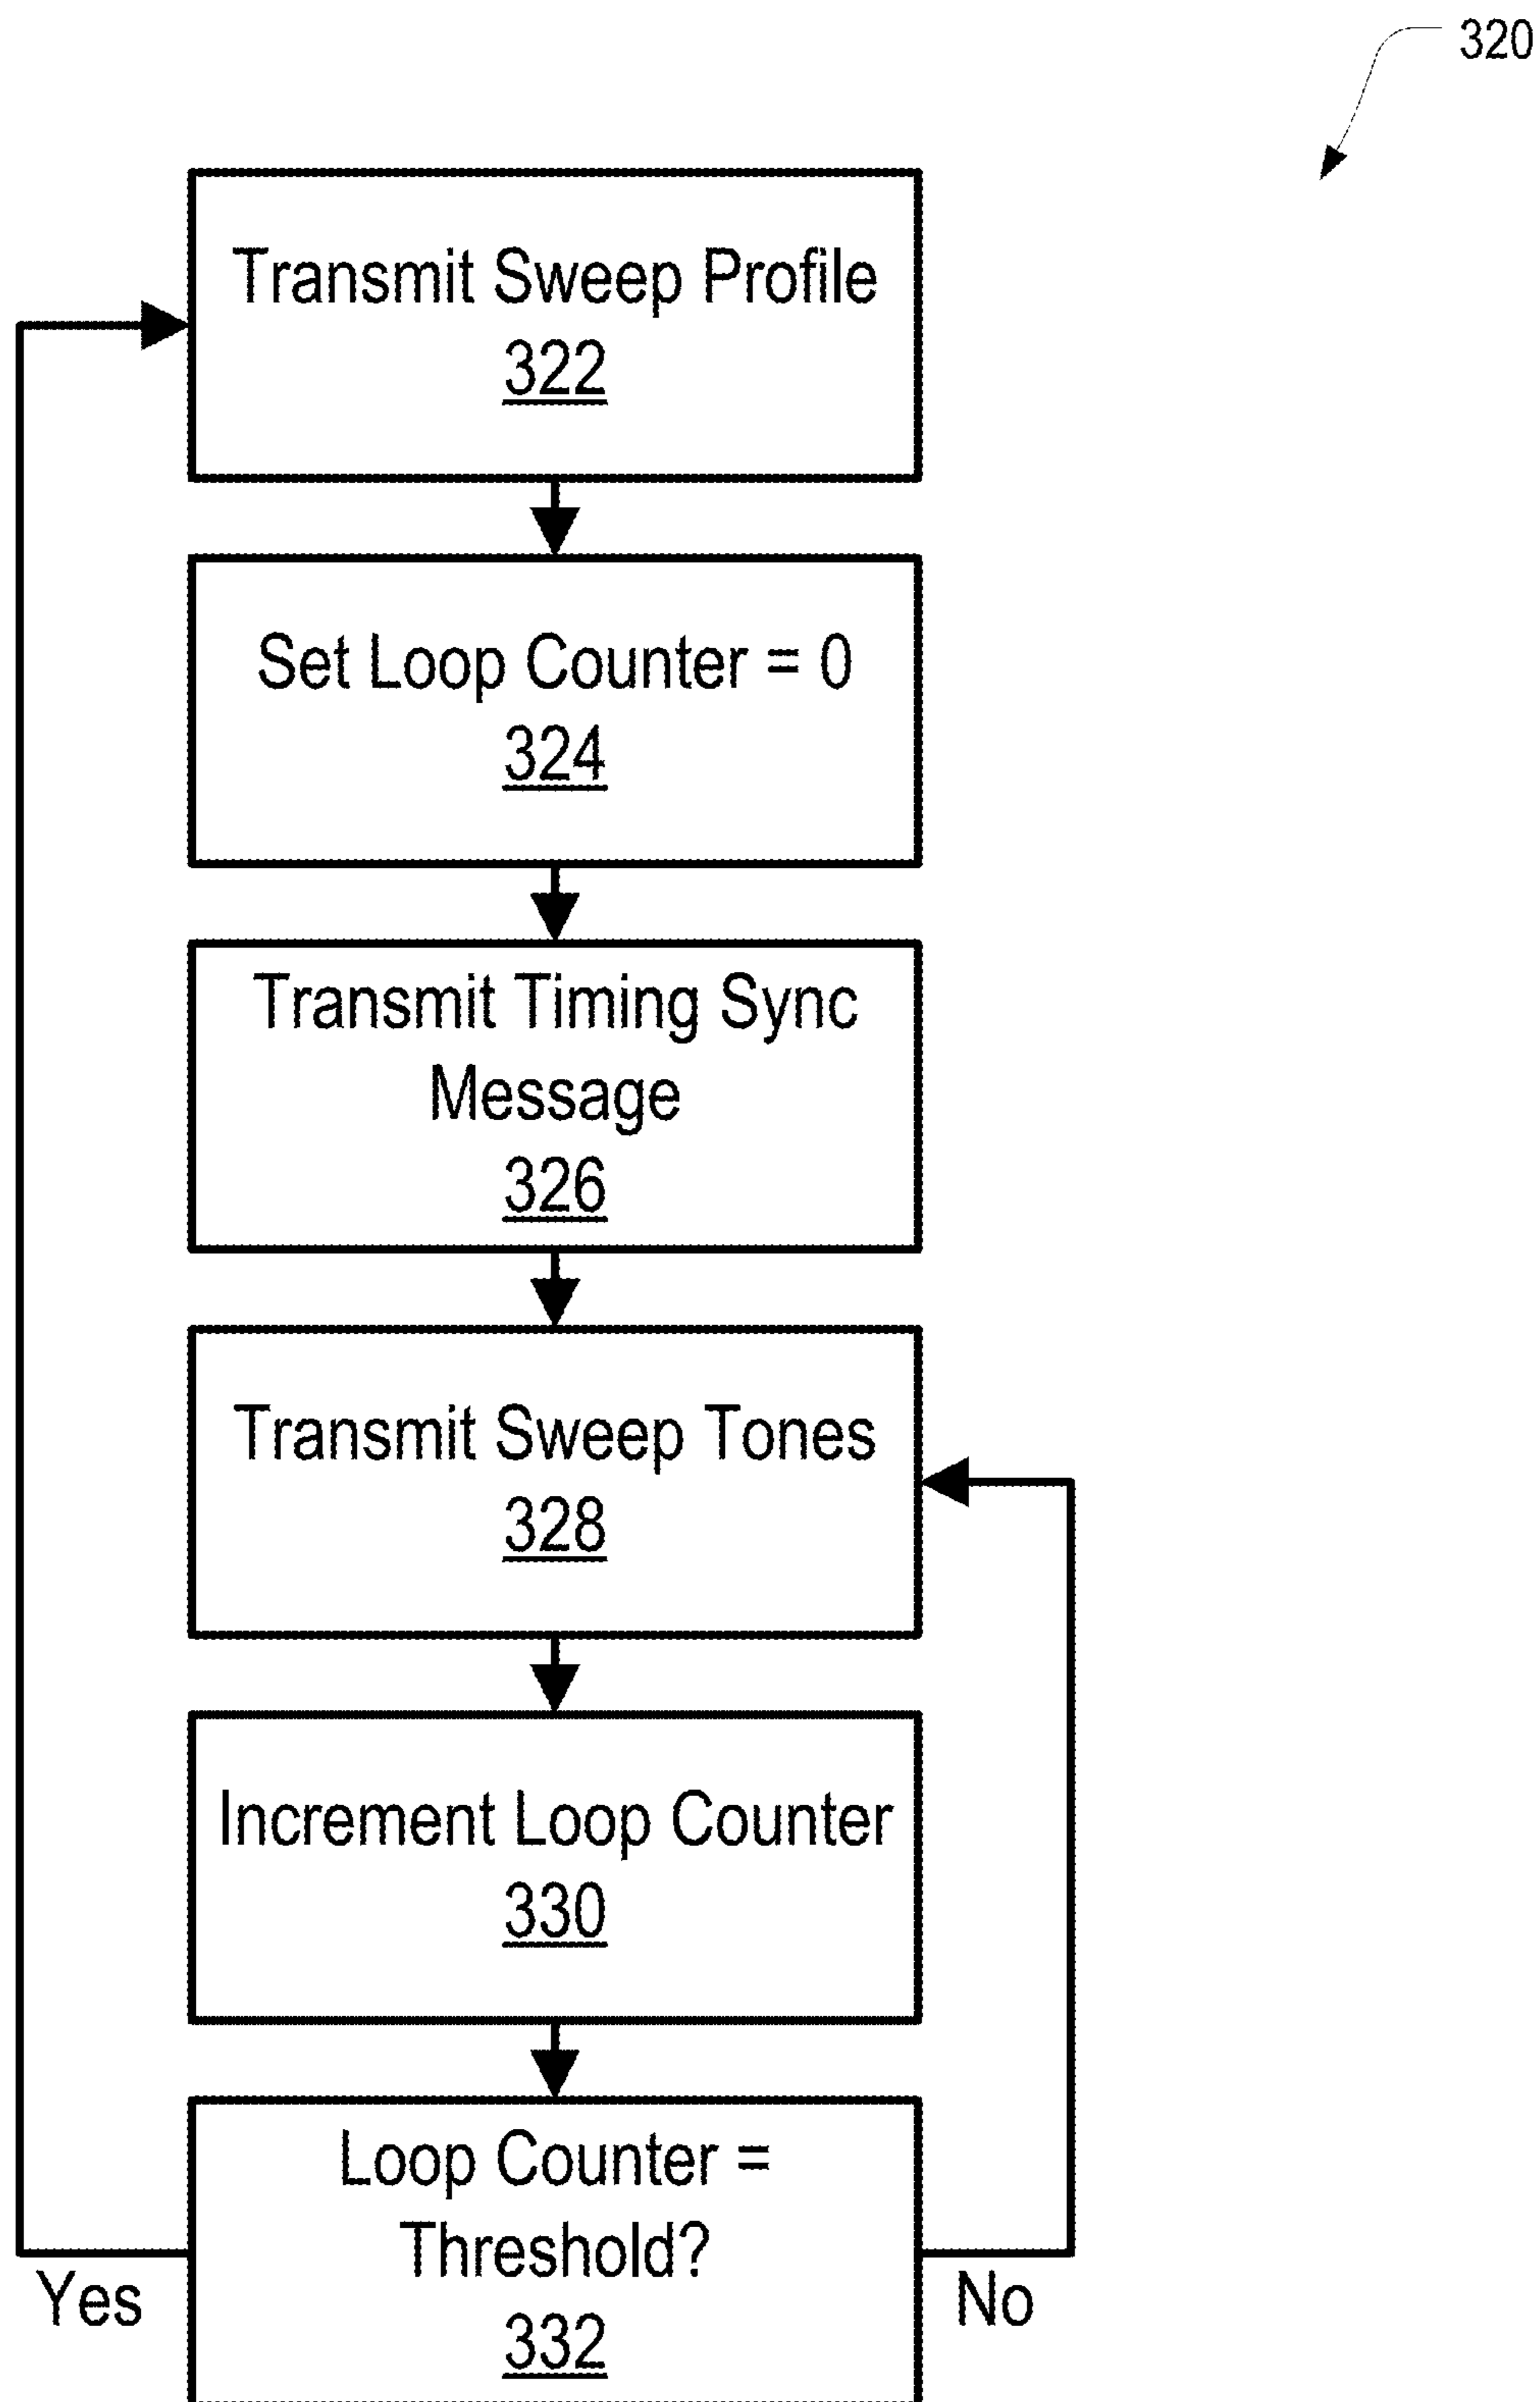 320
Transmit Sweep Profile
322
Set Loop Counter = 0
324
Transmit Timing Sync
Message
326
Transmit Sweep Tones
328
Increment Loop Counter
330
Loop Counter =
Threshold?
332
Yes
No